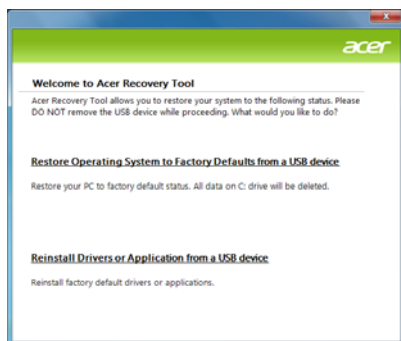 acer
Welcome to Acer Recovery Tool
Acer Recovery Tool allows you to restore your system to the following status. Please
DO NOT remove the USB device while proceeding. What would you like to do?
Restore Operating System to Factory Defaults from a USB device
Restore your PC to factory default status. All data on C: drive will be deleted.
Reinstall Drivers or Application from a USB device
Reinstall factory default drivers or applications.